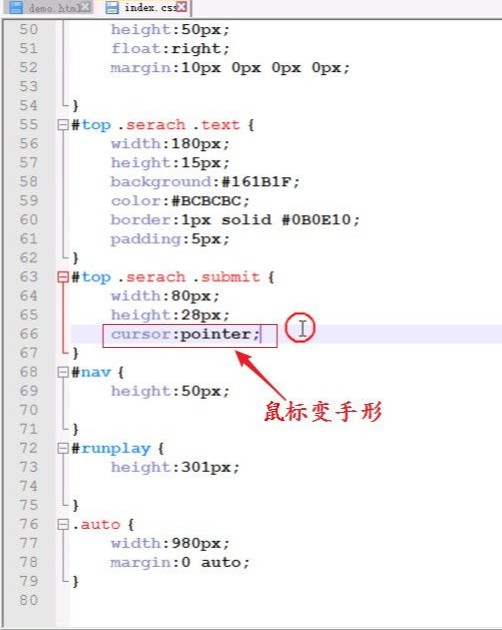 demo.html index.css
50 height:50px;
51 float:right;
52 margin:10px 0px 0px 0px;
53
54 }
55 #top .serach .text {
56 width:180px;
57 height:15px;
58 background:#161B1F;
59 color:#BCBCBC;
60 border:1px solid #0B0E10;
61 padding:5px;
62 }
63 #top .serach .submit {
64 width:80px;
65 height:28px;
66 cursor:pointer;
67 }
68 #nav {
69 height:50px;
70
71 }
鼠标变手形
72 #runplay {
73 height:301px;
74
75 }
76 .auto {
77 width:980px;
78 margin:0 auto;
79 }
80